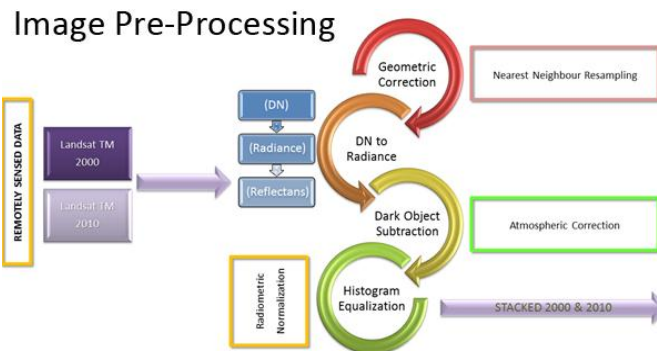 Image Pre-Processing
REMOTELY SENSED DATA
Landsat TM
2000
Landsat TM
2010
(DN)
(Radiance)
(Reflectans)
Geometric
Correction
Nearest Neighbour Resampling
DN to
Radiance
Dark Object
Subtraction
Atmospheric Correction
Radiometric
Normalization
Histogram
Equalization
STACKED 2000 & 2010